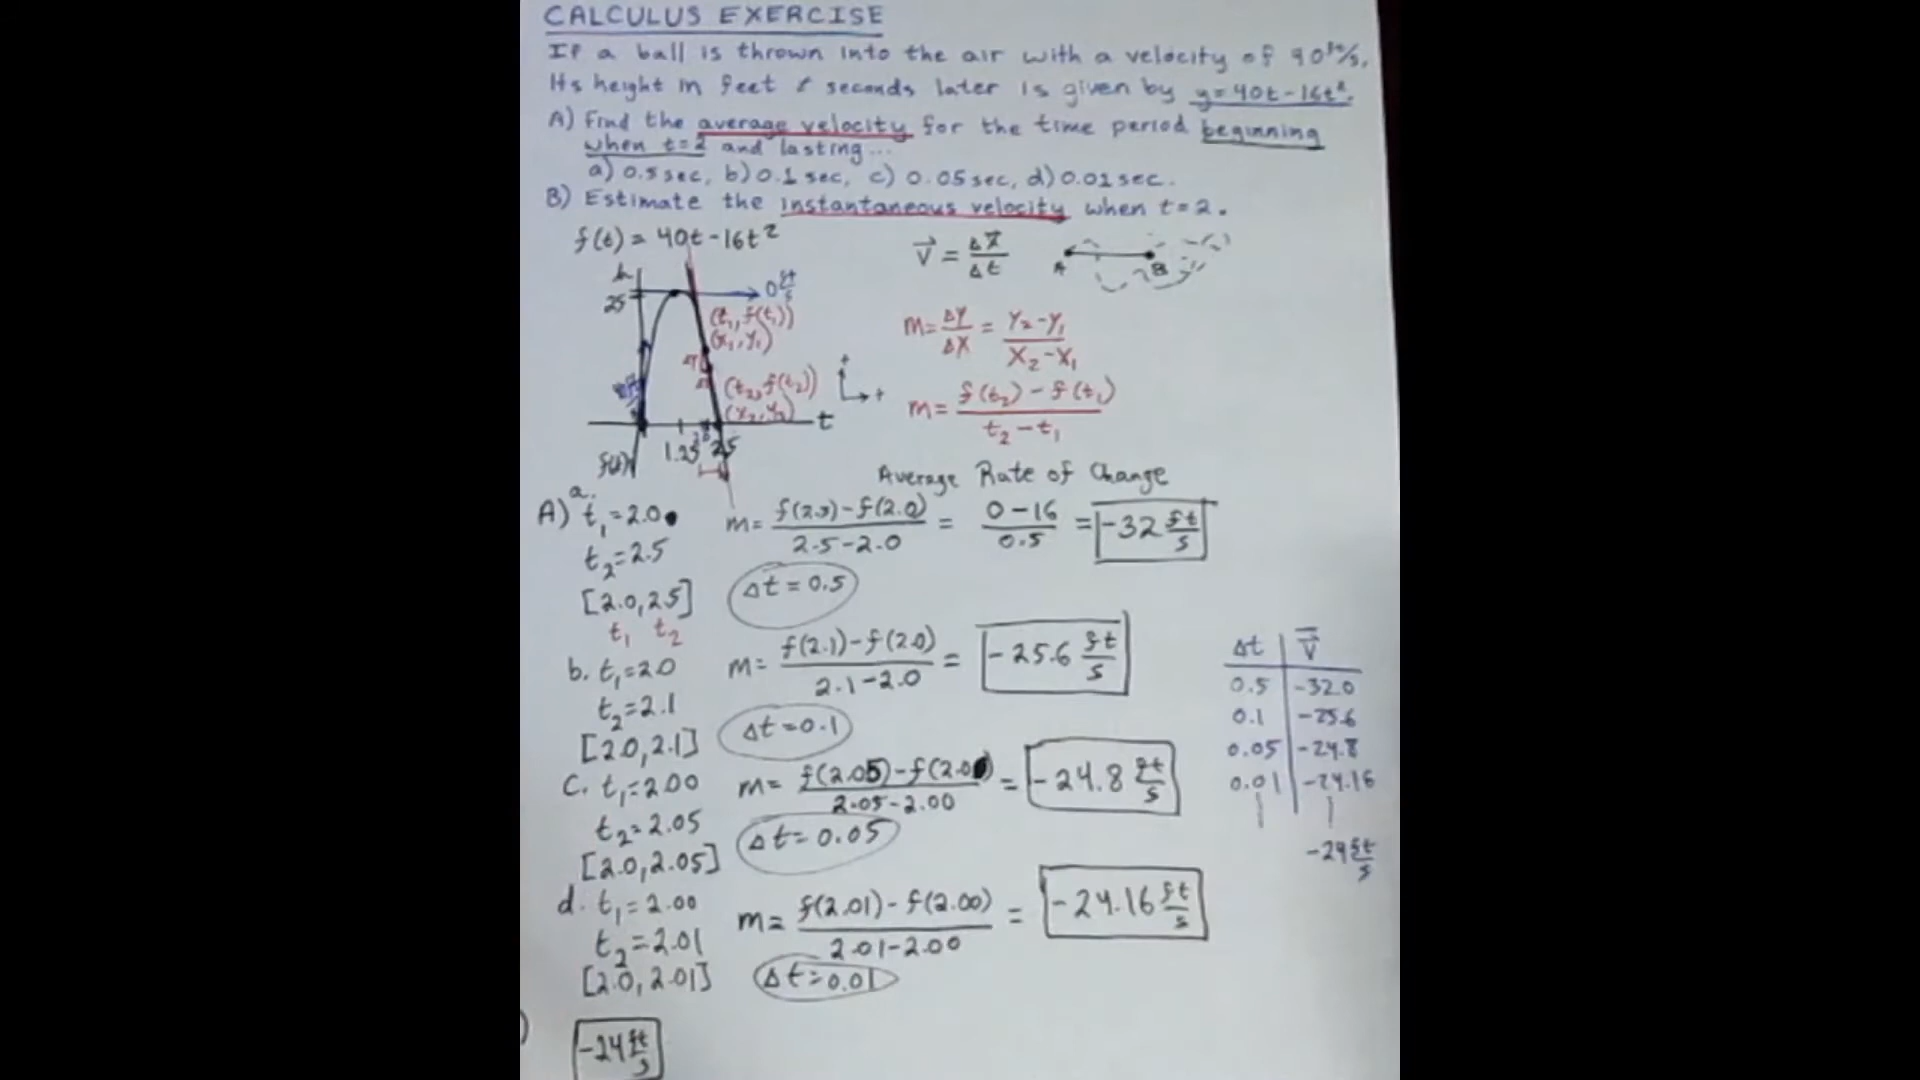 CALCULUS EXERCISE
If a ball is thrown into the air with a velocity of 90 ft/s,
Its height in feet t seconds later is given by y=40t-16t².
A) Find the average velocity for the time period beginning
when t=2 and lasting...
a) 0.5 sec, b) 0.1 sec, c) 0.05 sec, d) 0.01 sec.
B) Estimate the instantaneous velocity when t=2.
f(t) = 40t-16t²
V⃗ = Δx⃗/Δt
A B
h
25
0 ft/s
(t₁, f(t₁))
(x₁, y₁)
(t₂, f(t₂))
(x₂, y₂)
t
1.25 2.5
+
+
m = Δy/Δx = (y₂-y₁)/(x₂-x₁)
m = (f(t₂) - f(t₁))/(t₂-t₁)
Average Rate of Change
A) a. t₁=2.0
t₂=2.5
[2.0,2.5]
t₁ t₂
m = (f(2.5)-f(2.0))/(2.5-2.0) = (0-16)/0.5 = -32 ft/s
Δt = 0.5
b. t₁=2.0
t₂=2.1
[2.0,2.1]
m = (f(2.1)-f(2.0))/(2.1-2.0) = -25.6 ft/s
Δt = 0.1
c. t₁=2.00
t₂=2.05
[2.0,2.05]
m = (f(2.05)-f(2.00))/(2.05-2.00) = -24.8 ft/s
Δt = 0.05
d. t₁=2.00
t₂=2.01
[2.0,2.01]
m = (f(2.01)-f(2.00))/(2.01-2.00) = -24.16 ft/s
Δt = 0.01
Δt V⃗
0.5 -32.0
0.1 -25.6
0.05 -24.8
0.01 -24.16
-24 ft/s
) -24 ft/s